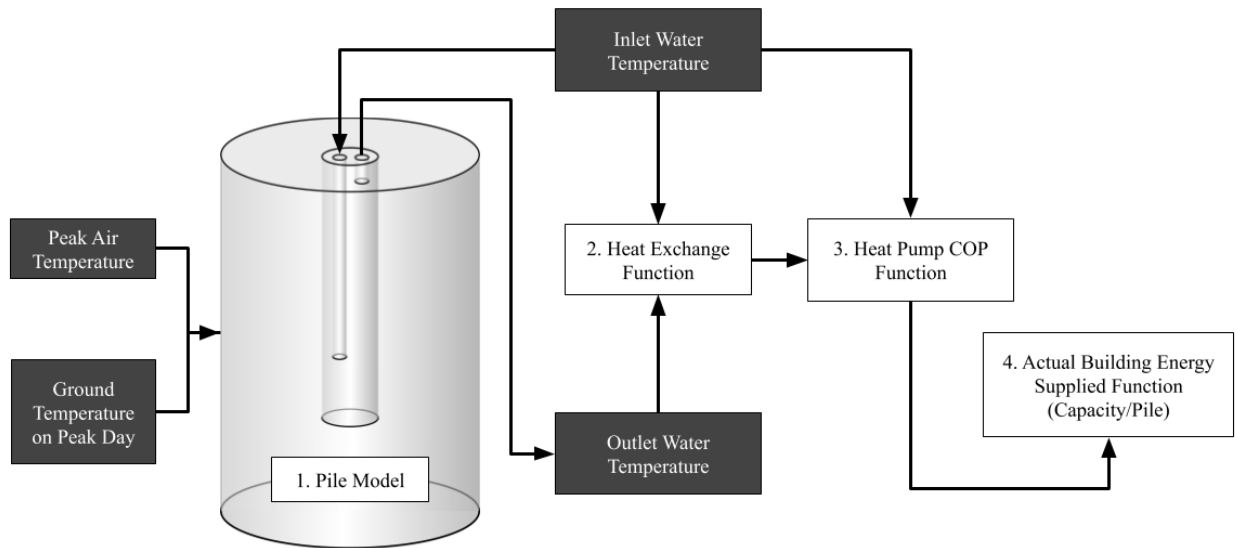 Inlet Water
Temperature
Peak Air
Temperature
2. Heat Exchange
Function
3. Heat Pump COP
Function
Ground
Temperature
on Peak Day
4. Actual Building Energy
Supplied Function
(Capacity/Pile)
Outlet Water
Temperature
1. Pile Model